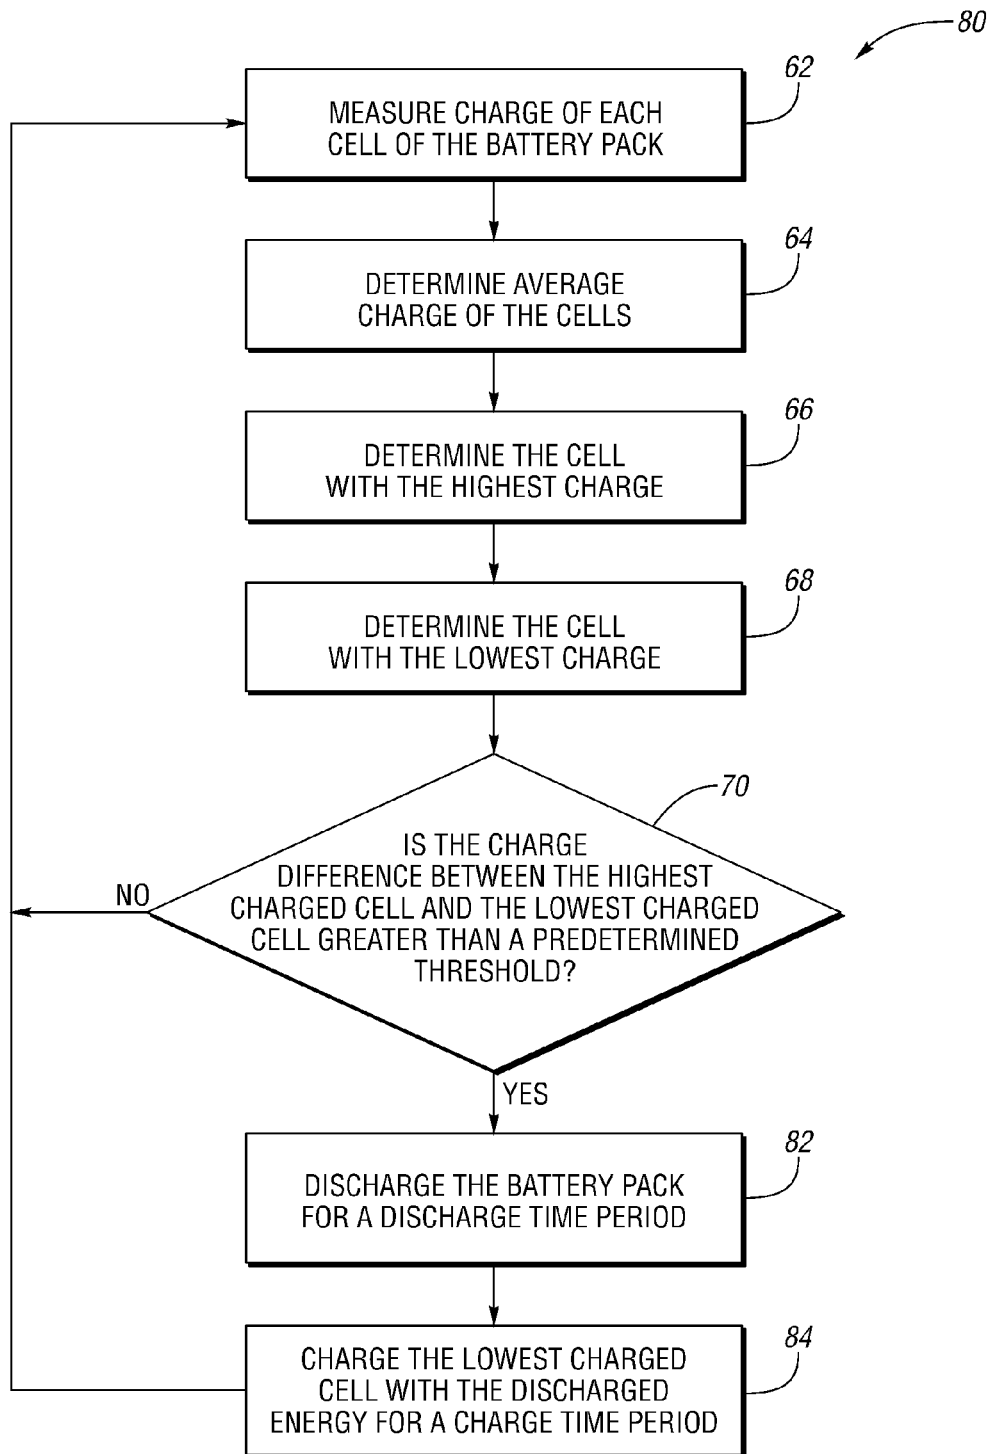 80
62
MEASURE CHARGE OF EACH
CELL OF THE BATTERY PACK
64
DETERMINE AVERAGE
CHARGE OF THE CELLS
66
DETERMINE THE CELL
WITH THE HIGHEST CHARGE
68
DETERMINE THE CELL
WITH THE LOWEST CHARGE
70
IS THE CHARGE
DIFFERENCE BETWEEN THE HIGHEST
CHARGED CELL AND THE LOWEST CHARGED
CELL GREATER THAN A PREDETERMINED
THRESHOLD?
NO
YES
82
DISCHARGE THE BATTERY PACK
FOR A DISCHARGE TIME PERIOD
84
CHARGE THE LOWEST CHARGED
CELL WITH THE DISCHARGED
ENERGY FOR A CHARGE TIME PERIOD